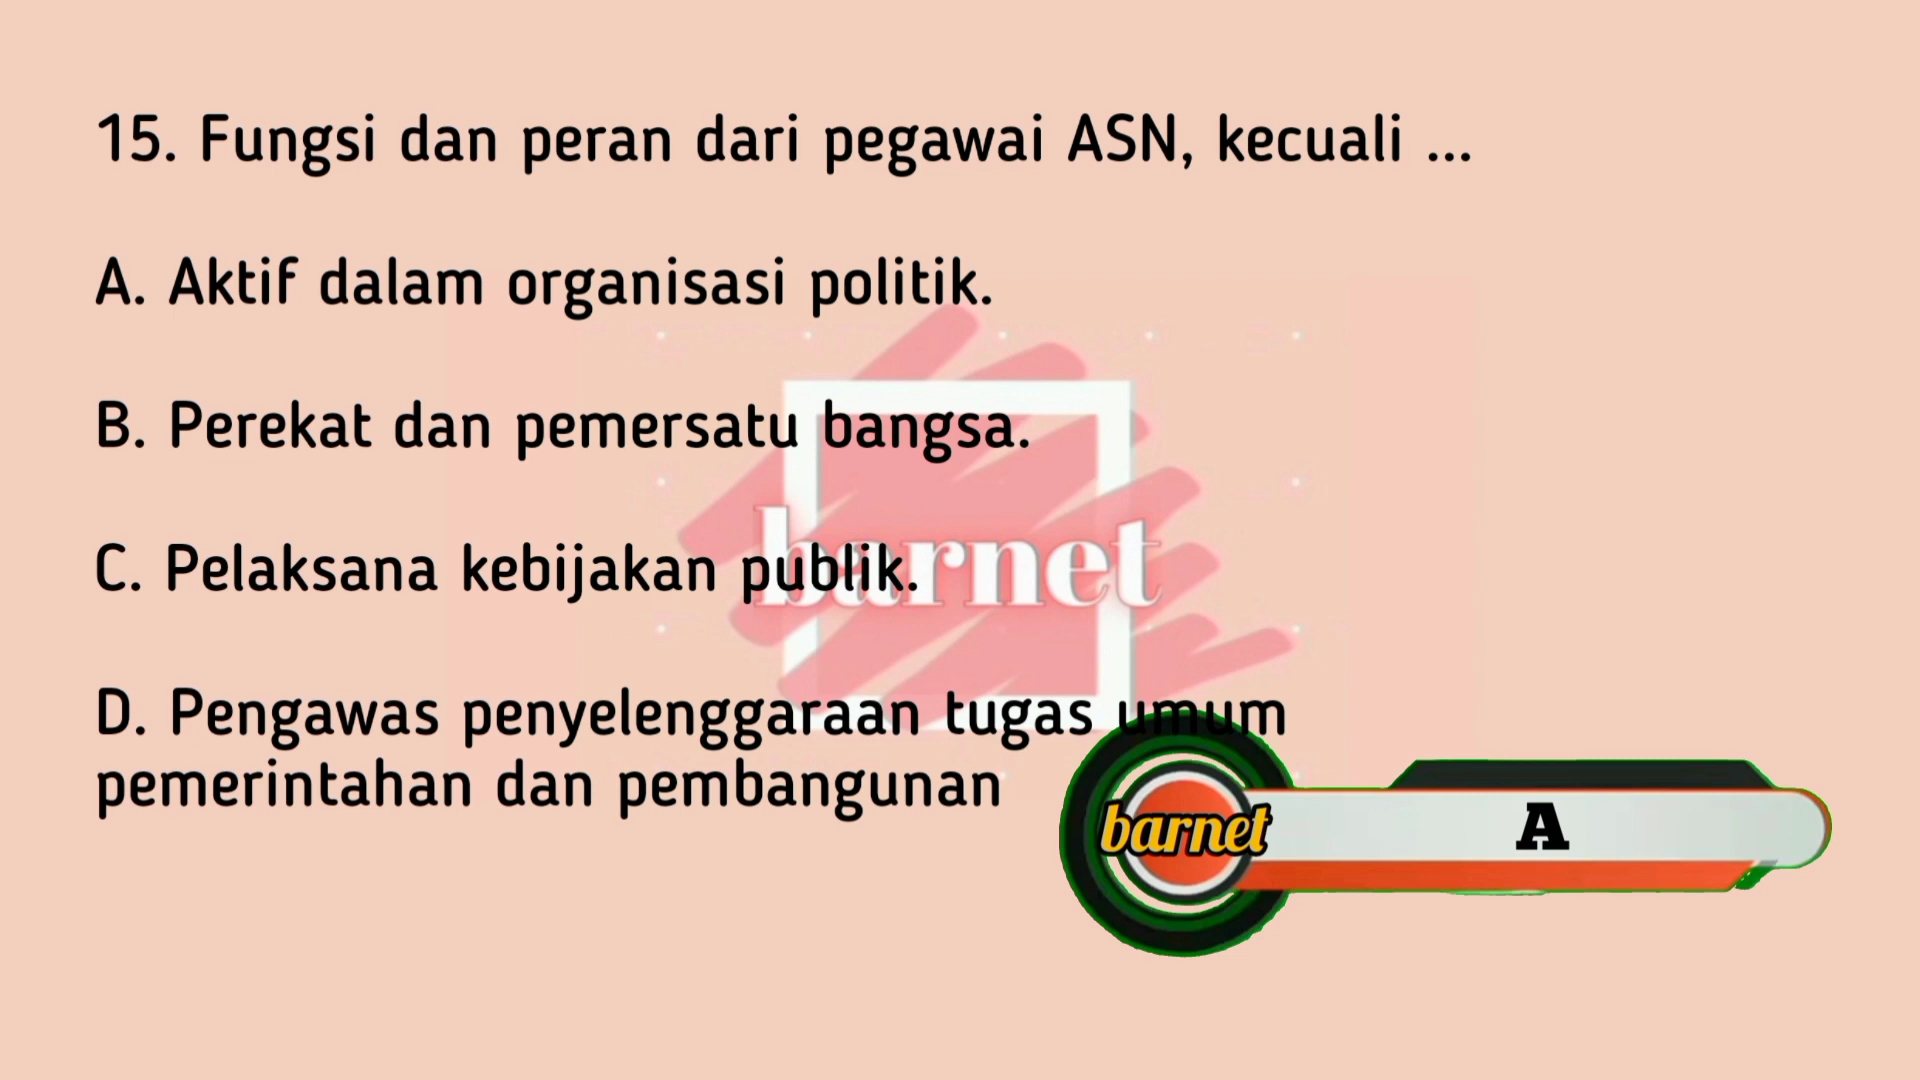 15. Fungsi dan peran dari pegawai ASN, kecuali ...
A. Aktif dalam organisasi politik.
B. Perekat dan pemersatu bangsa.
C. Pelaksana kebijakan publik.
barnet
D. Pengawas penyelenggaraan tugas umum
pemerintahan dan pembangunan
barnet
A